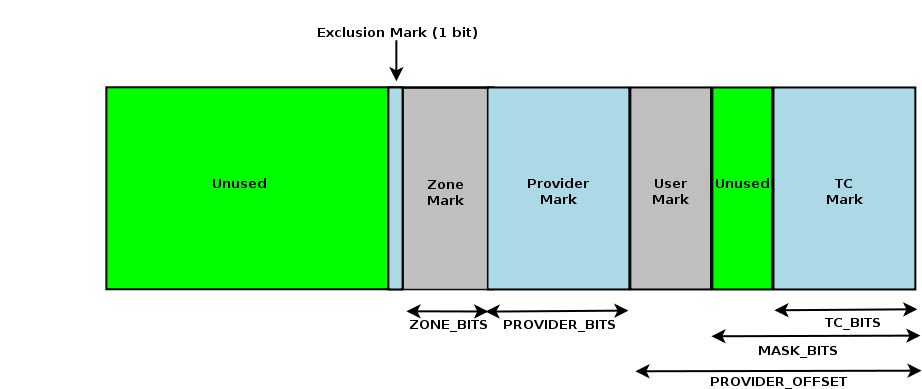 Exclusion Mark (1 bit)
Unused
Zone
Mark
Provider
Mark
User
Mark
Unused
TC
Mark
ZONE_BITS
PROVIDER_BITS
TC_BITS
MASK_BITS
PROVIDER_OFFSET